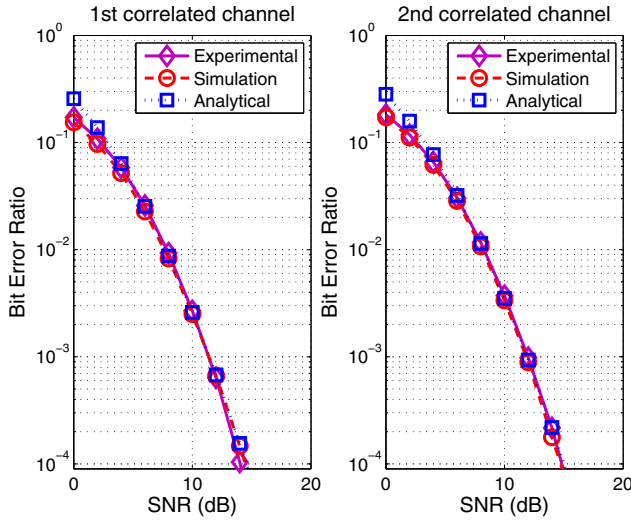 1st correlated channel
10^0
10^-1
10^-2
10^-3
10^-4
Bit Error Ratio
Experimental
Simulation
Analytical
0 10 20
SNR (dB)
2nd correlated channel
10^0
10^-1
10^-2
10^-3
10^-4
Bit Error Ratio
Experimental
Simulation
Analytical
0 10 20
SNR (dB)